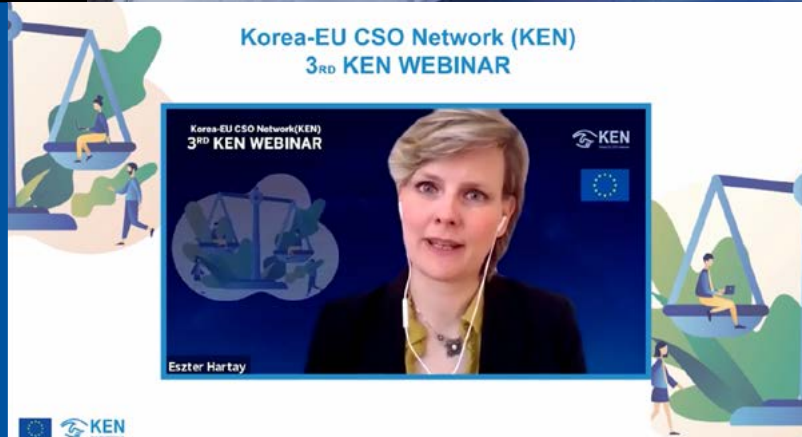 Korea-EU CSO Network (KEN)
3RD KEN WEBINAR
Korea-EU CSO Network(KEN)
3RD KEN WEBINAR
KEN
Eszter Hartay
KEN